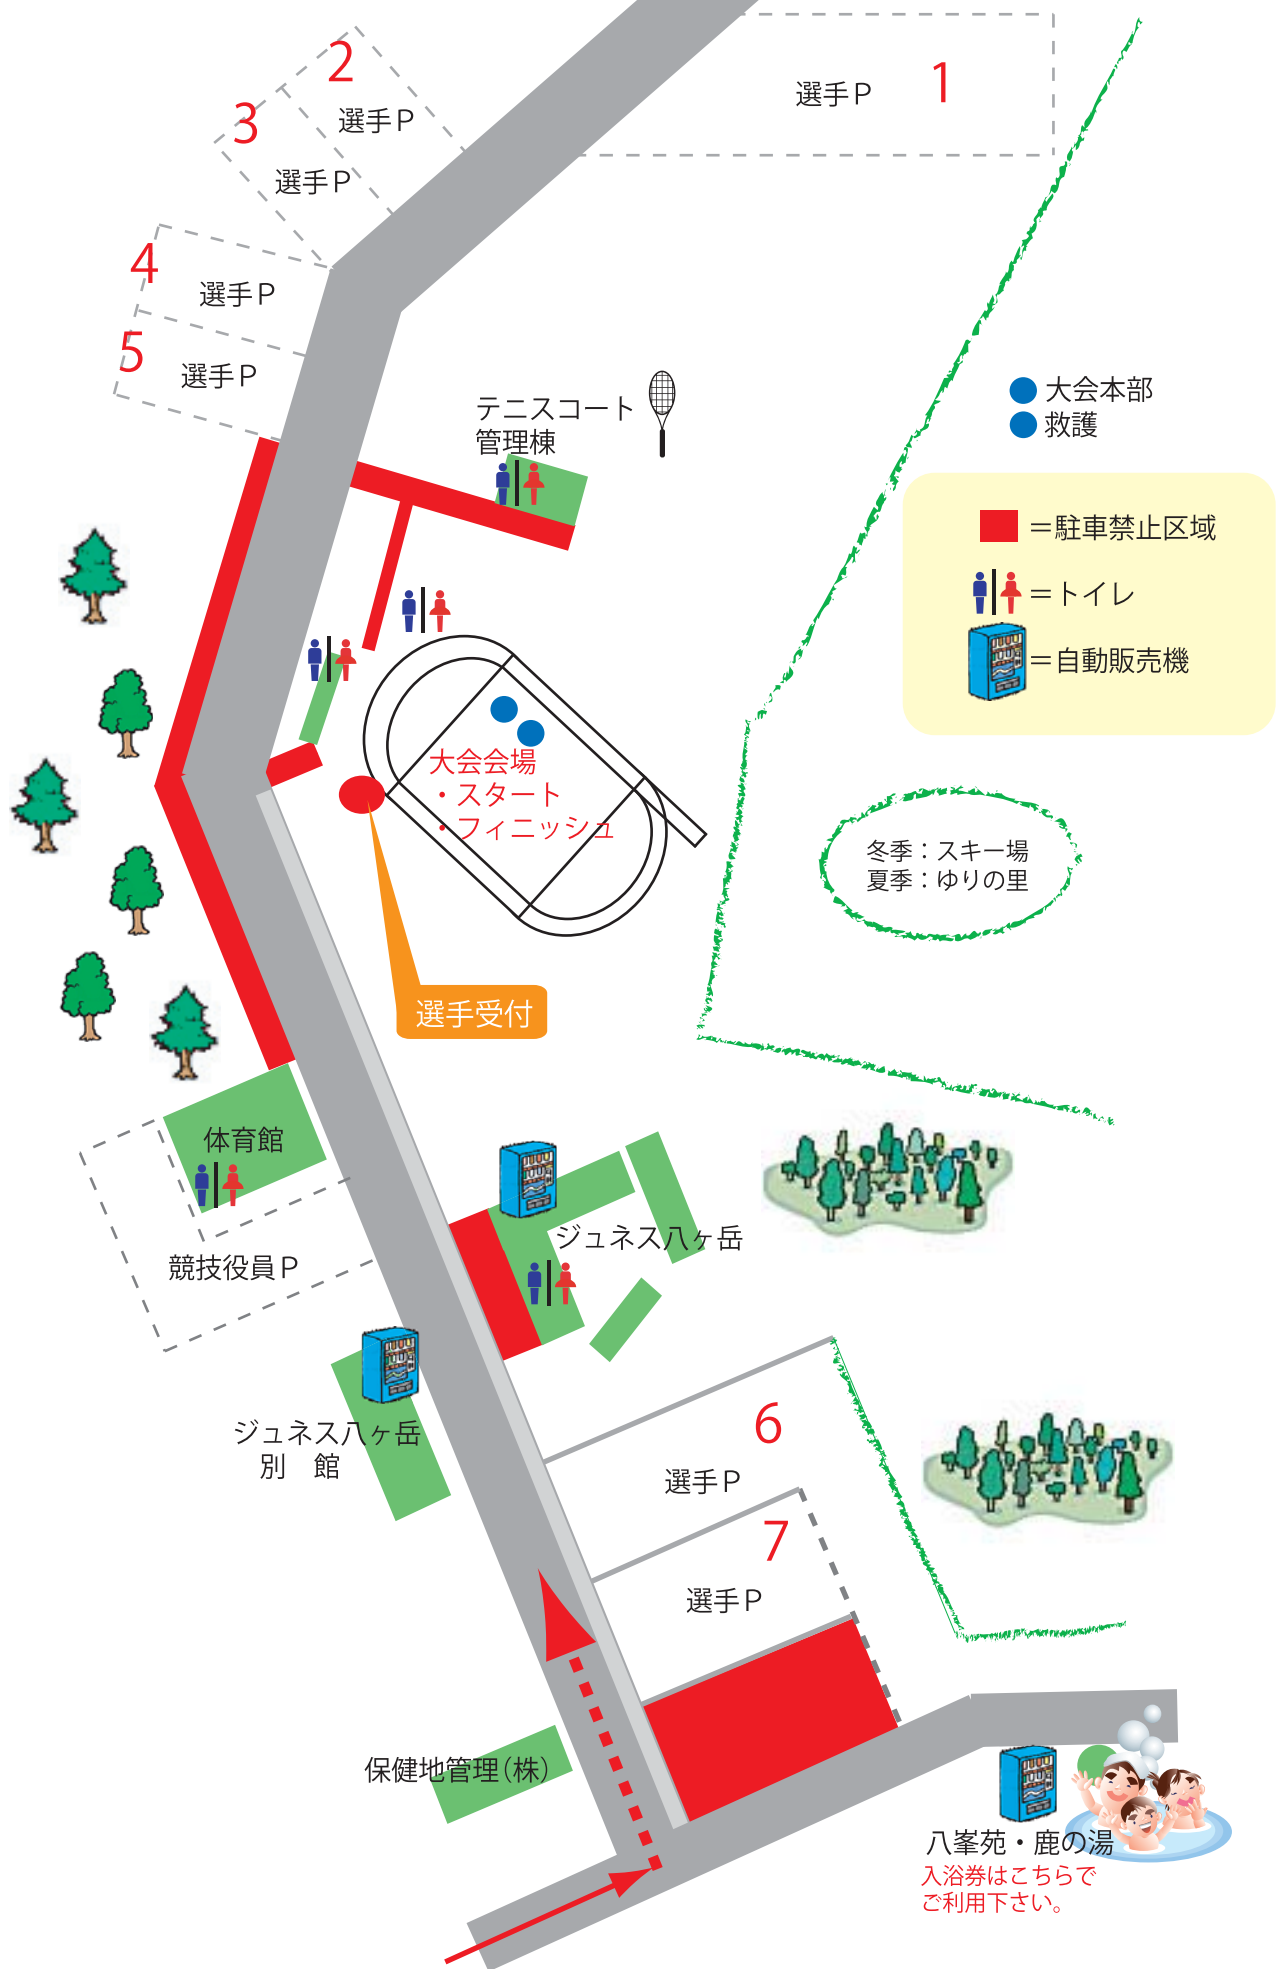 2
選手P
3
選手P
1
選手P
4
選手P
5
選手P
テニスコート
管理棟
大会本部
救護
＝駐車禁止区域
＝トイレ
＝自動販売機
大会会場
・スタート
・フィニッシュ
冬季：スキー場
夏季：ゆりの里
選手受付
体育館
競技役員P
ジュネス八ヶ岳
ジュネス八ヶ岳
別　館
6
選手P
7
選手P
保健地管理(株)
八峯苑・鹿の湯
入浴券はこちらで
ご利用下さい。